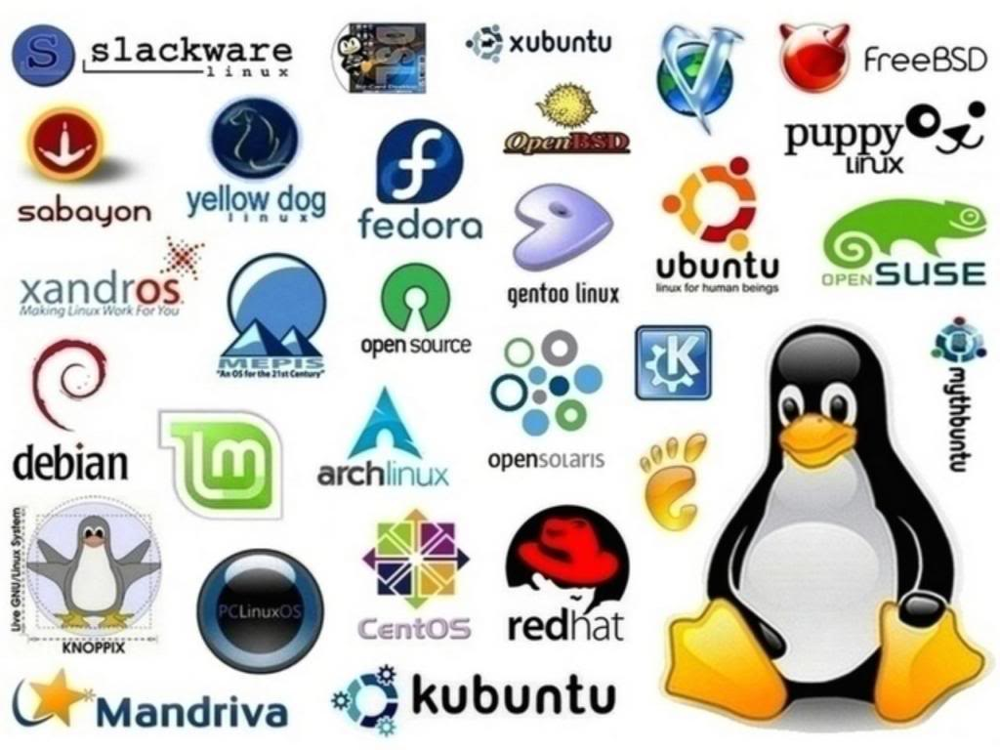 S slackware
linux
DSL
xubuntu
V
freeBSD
sabayon
yellow dog
linux
f
fedora
OpenBSD
puppy
Linux
xandros
Making Linux Work For You
MEPIS
"An OS for the 21st Century"
open source
gentoo linux
ubuntu
linux for human beings
OPEN SUSE
debian
lm
archlinux
opensolaris
K
mythbuntu
Live GNU/Linux System
KNOPPIX
PCLinuxOS
CentOS
redhat
Mandriva
kubuntu